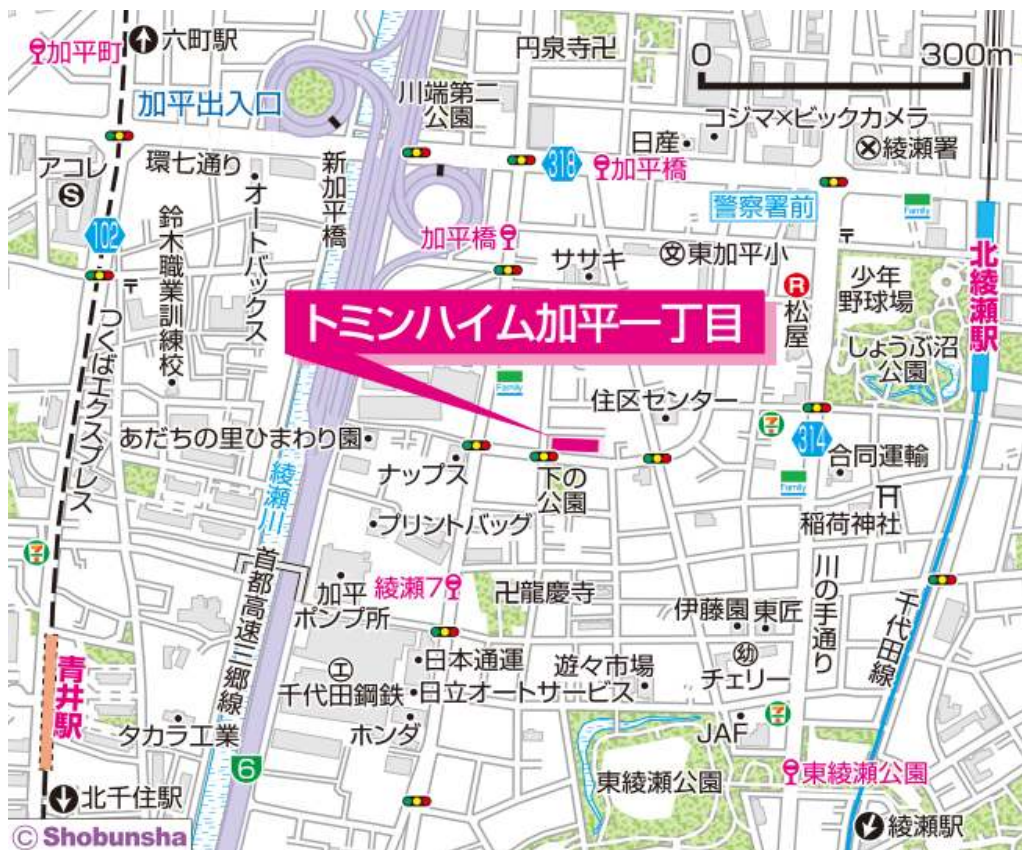 加平町
六町駅
円泉寺
0
300m
加平出入口
川端第二
公園
コジマ×ビックカメラ
日産
綾瀬署
アコレ
S
環七通り
新加平橋
318
加平橋
警察署前
Family
102
オートバックス
鈴木職業訓練校
加平橋
ササキ
文
東加平小
〒
R
松屋
少年
野球場
北綾瀬駅
〒
つくばエクスプレス
トミンハイム加平一丁目
しょうぶ沼
公園
Family
住区センター
7
314
あだちの里ひまわり園
ナップス
下の
公園
合同運輸
Family
綾瀬川
プリントバッグ
稲荷神社
7
首都高速三郷線
加平
ポンプ所
綾瀬7
龍慶寺
伊藤園
東匠
川の手通り
千代田線
青井駅
工
千代田鋼鉄
日本通運
日立オートサービス
遊々市場
幼
チェリー
タカラ工業
ホンダ
JAF
7
6
東綾瀬公園
東綾瀬公園
北千住駅
綾瀬駅
© Shobunsha